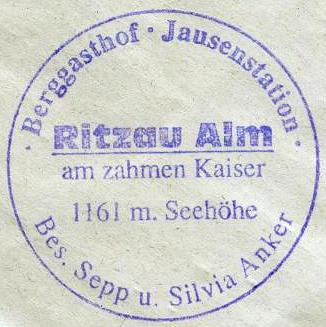 · Berggasthof · Jausenstation ·
Ritzau Alm
am zahmen Kaiser
1161 m. Seehöhe
Bes. Sepp u. Silvia Anker